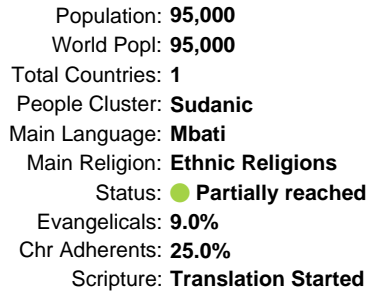 Population: 95,000
World Popl: 95,000
Total Countries: 1
People Cluster: Sudanic
Main Language: Mbati
Main Religion: Ethnic Religions
Status: Partially reached
Evangelicals: 9.0%
Chr Adherents: 25.0%
Scripture: Translation Started